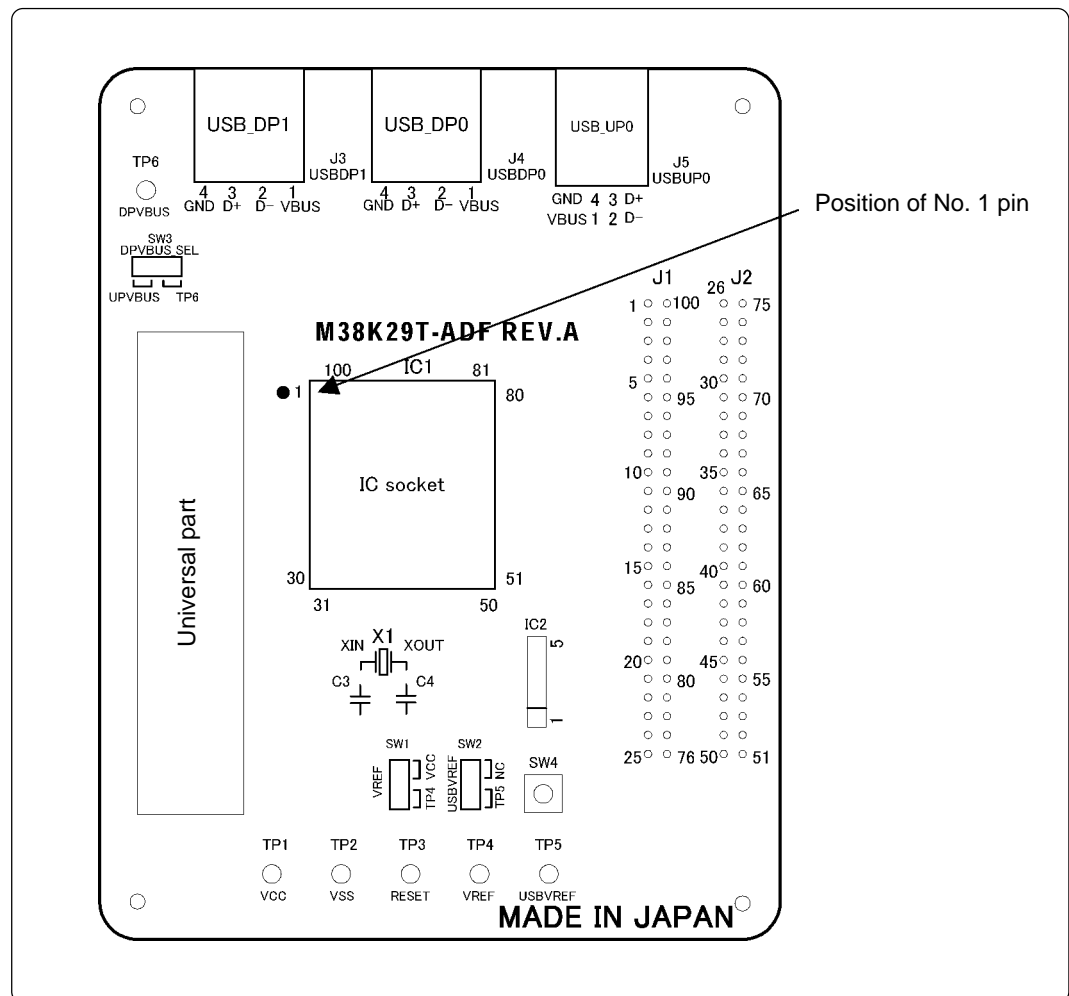 USB_DP1 USB_DP0 USB_UP0
TP6 J3 J4 J5
USBDP1 USBDP0 USBUP0
4 3 2 1 4 3 2 1
GND D+ D- VBUS GND D+ D- VBUS
GND 4 3 D+
VBUS 1 2 D-
DPVBUS
Position of No. 1 pin
SW3
DPVBUS_SEL
UPVBUS TP6
J1 26 J2
1 100 75
M38K29T-ADF REV.A
100 IC1 81
1 80
5 30
95 70
10 35
IC socket
90 65
Universal part
15 40
30 51
85 60
31 50
IC2
5
XIN X1 XOUT
20 45
C3 C4
80 55
1
SW1 SW2 SW4
25 76 50 51
VREF VCC TP4
USBVREF NC TP5
TP1 TP2 TP3 TP4 TP5
VCC VSS RESET VREF USBVREF
MADE IN JAPAN